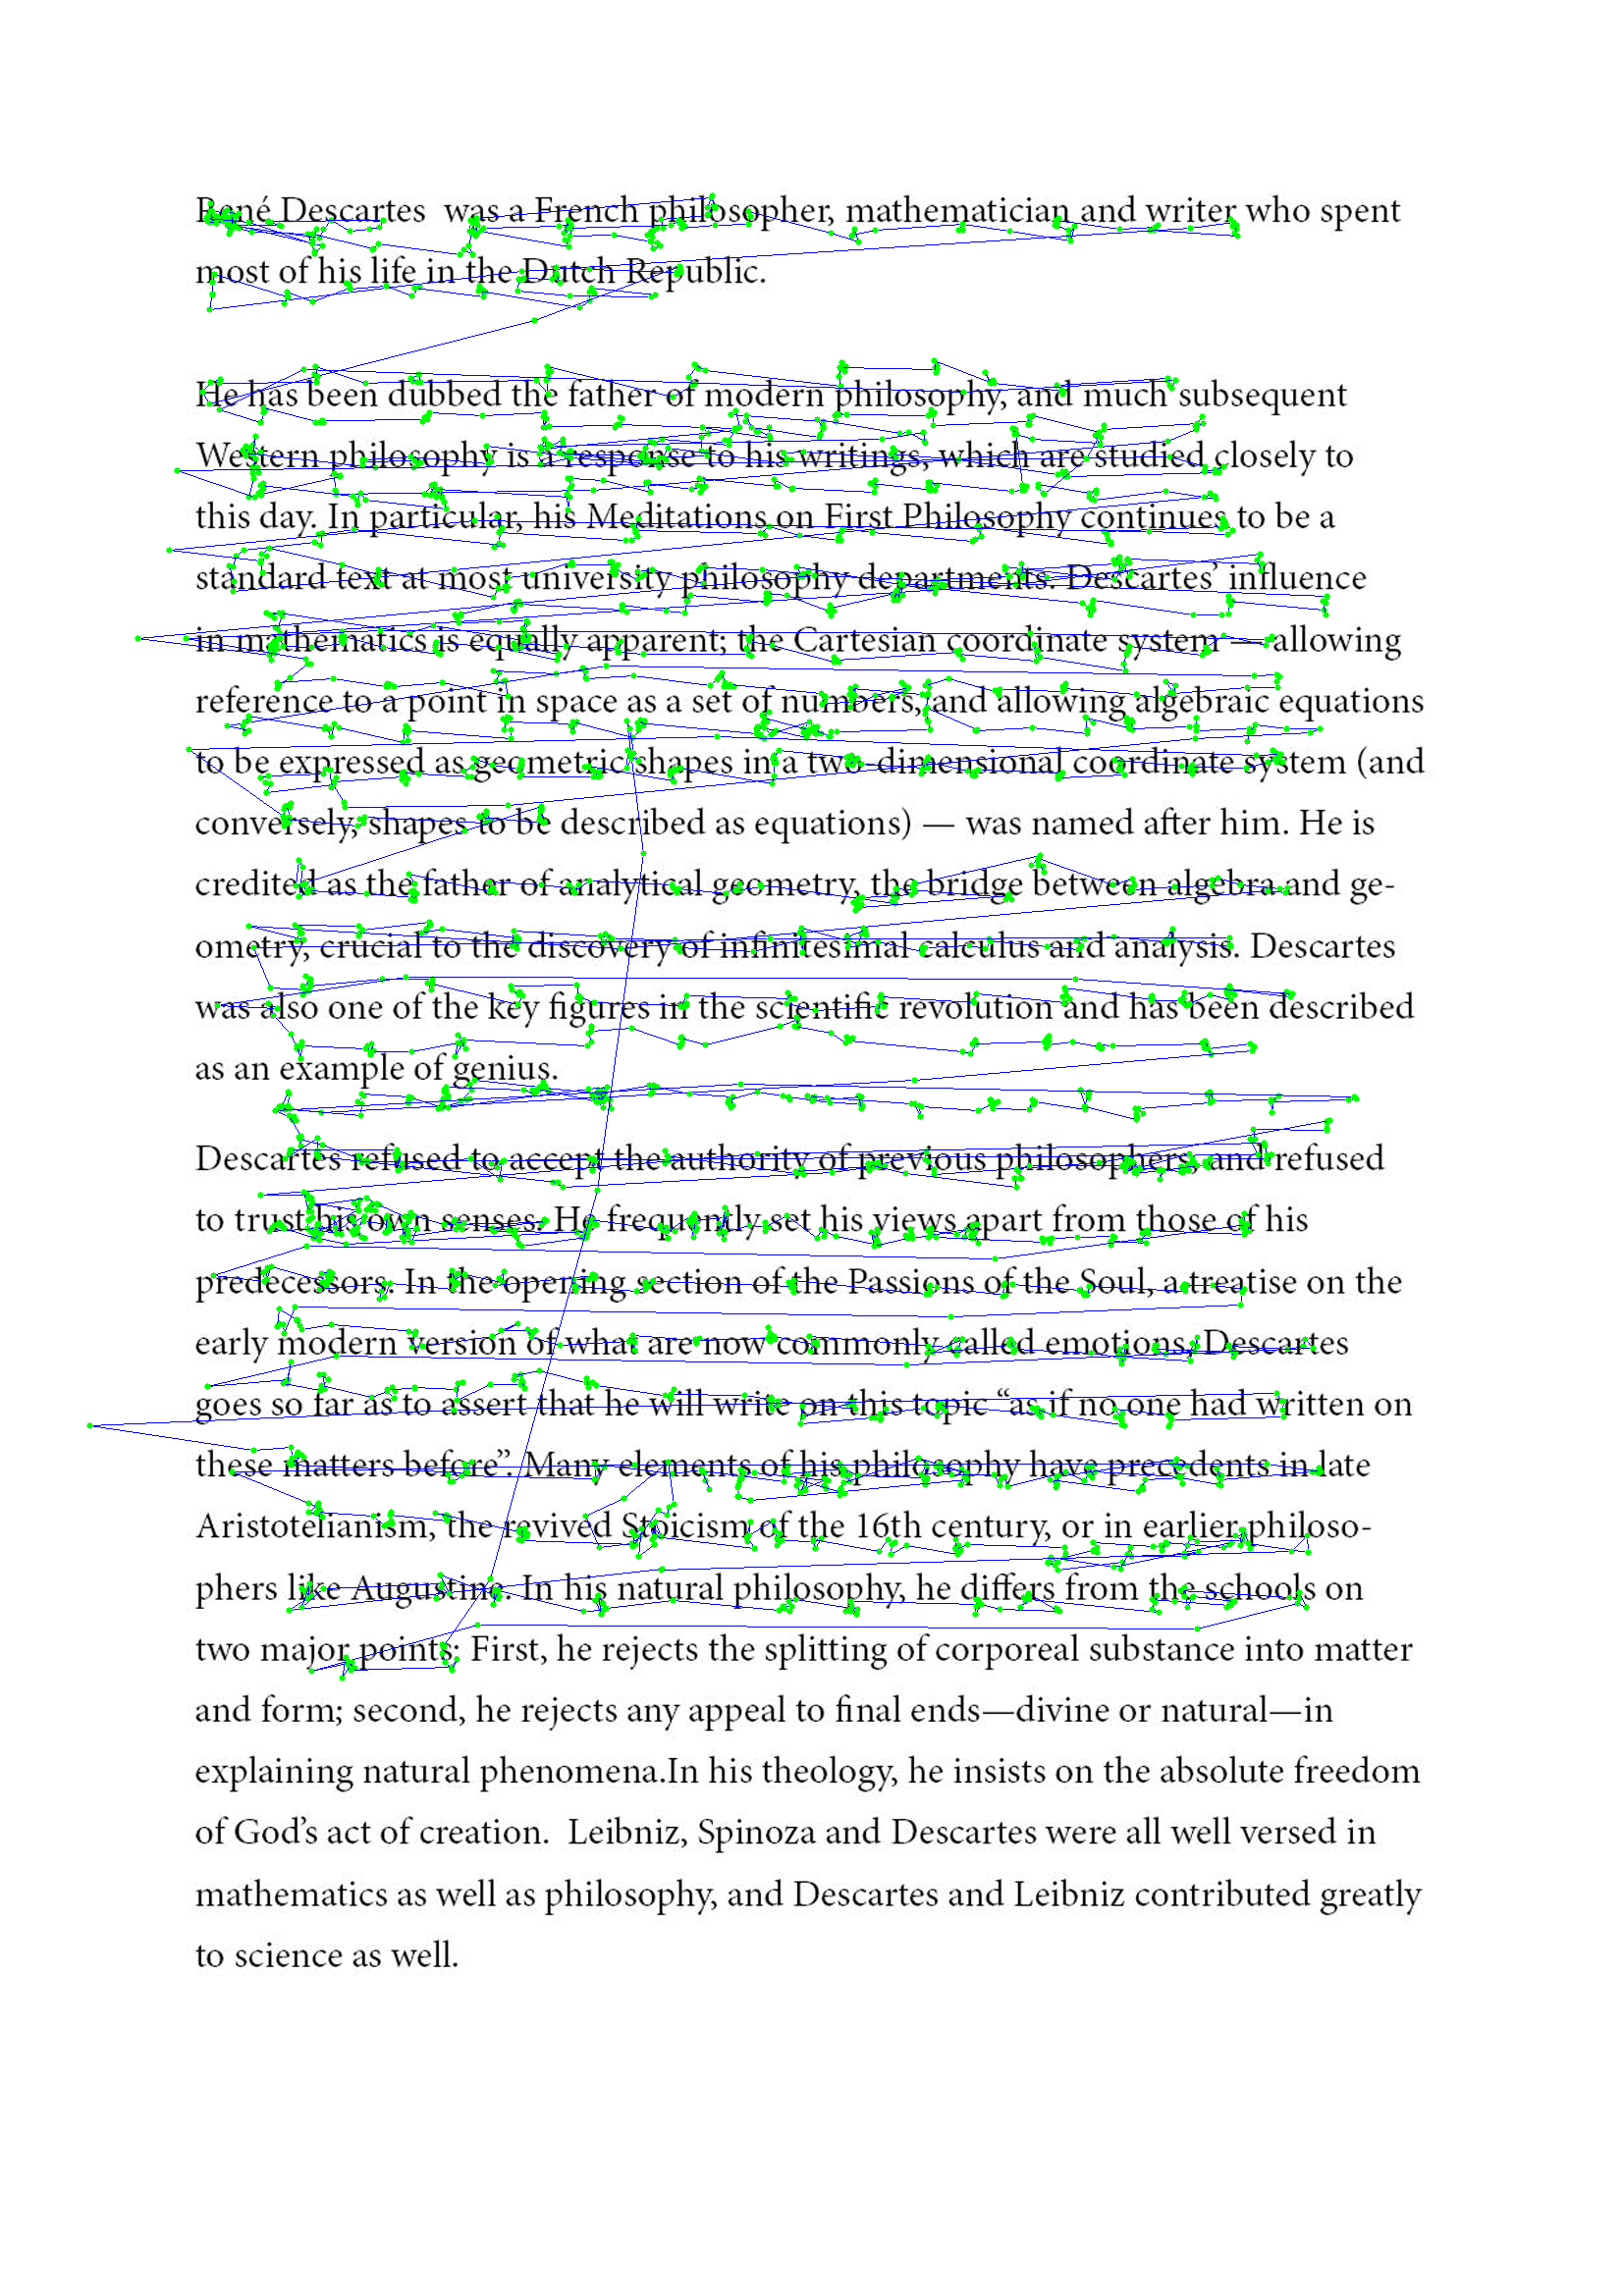 René Descartes  was a French philosopher, mathematician and writer who spent
most of his life in the Dutch Republic.
He has been dubbed the father of modern philosophy, and much subsequent
Western philosophy is a response to his writings, which are studied closely to
this day. In particular, his Meditations on First Philosophy continues to be a
standard text at most university philosophy departments. Descartes’ influence
in mathematics is equally apparent; the Cartesian coordinate system — allowing
reference to a point in space as a set of numbers, and allowing algebraic equations
to be expressed as geometric shapes in a two-dimensional coordinate system (and
conversely, shapes to be described as equations) — was named after him. He is
credited as the father of analytical geometry, the bridge between algebra and ge-
ometry, crucial to the discovery of infinitesimal calculus and analysis. Descartes
was also one of the key figures in the scientific revolution and has been described
as an example of genius.
Descartes refused to accept the authority of previous philosophers, and refused
to trust his own senses. He frequently set his views apart from those of his
predecessors. In the opening section of the Passions of the Soul, a treatise on the
early modern version of what are now commonly called emotions, Descartes
goes so far as to assert that he will write on this topic “as if no one had written on
these matters before”. Many elements of his philosophy have precedents in late
Aristotelianism, the revived Stoicism of the 16th century, or in earlier philoso-
phers like Augustine. In his natural philosophy, he differs from the schools on
two major points: First, he rejects the splitting of corporeal substance into matter
and form; second, he rejects any appeal to final ends—divine or natural—in
explaining natural phenomena.In his theology, he insists on the absolute freedom
of God’s act of creation.  Leibniz, Spinoza and Descartes were all well versed in
mathematics as well as philosophy, and Descartes and Leibniz contributed greatly
to science as well.